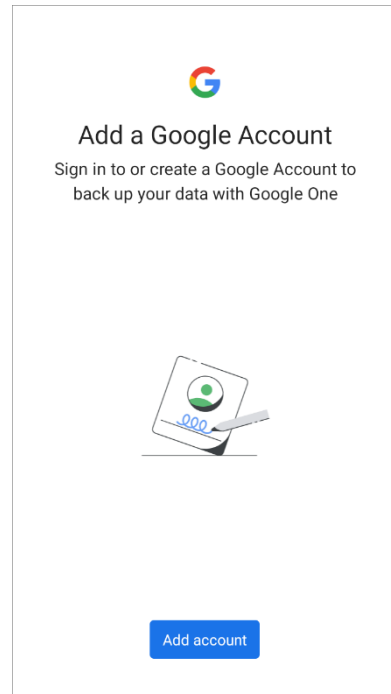 Add a Google Account
Sign in to or create a Google Account to
back up your data with Google One
Add account